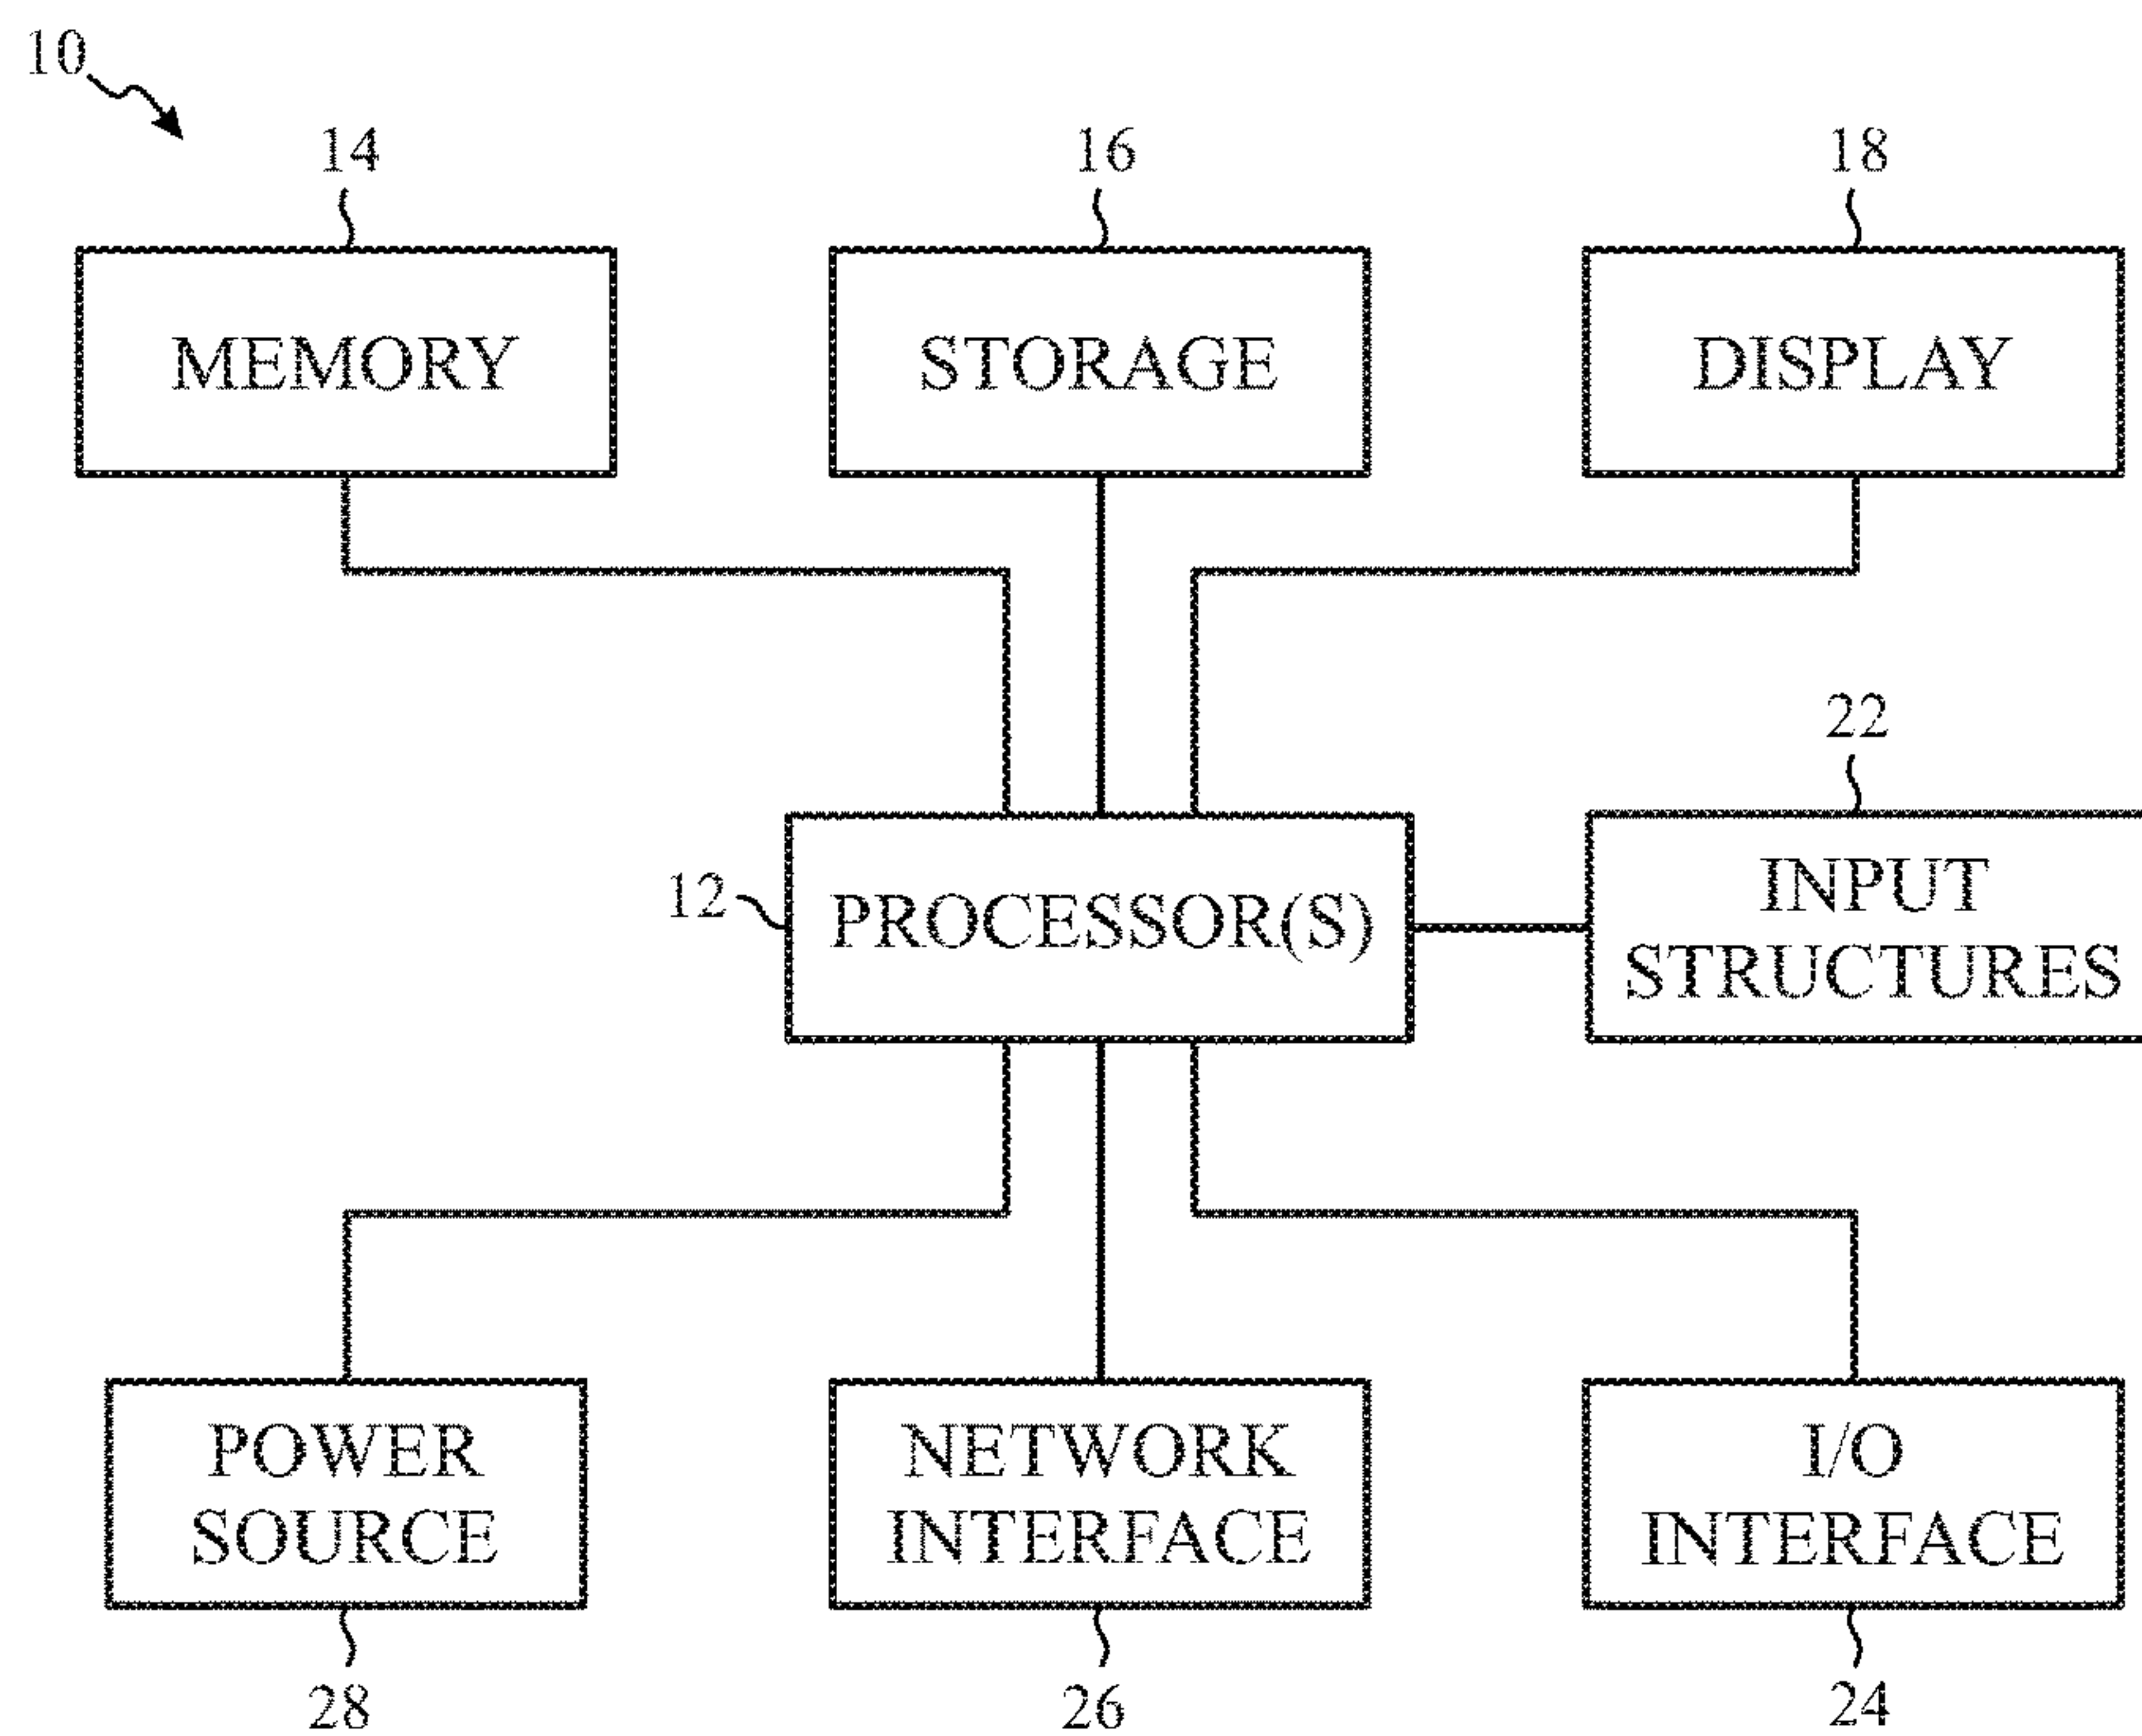 10
14
16
18
MEMORY
STORAGE
DISPLAY
22
12
PROCESSOR(S)
INPUT
STRUCTURES
POWER
SOURCE
NETWORK
INTERFACE
I/O
INTERFACE
28
26
24